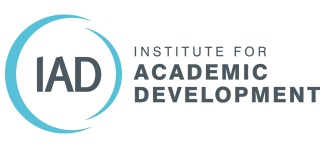 IAD
INSTITUTE FOR
ACADEMIC
DEVELOPMENT